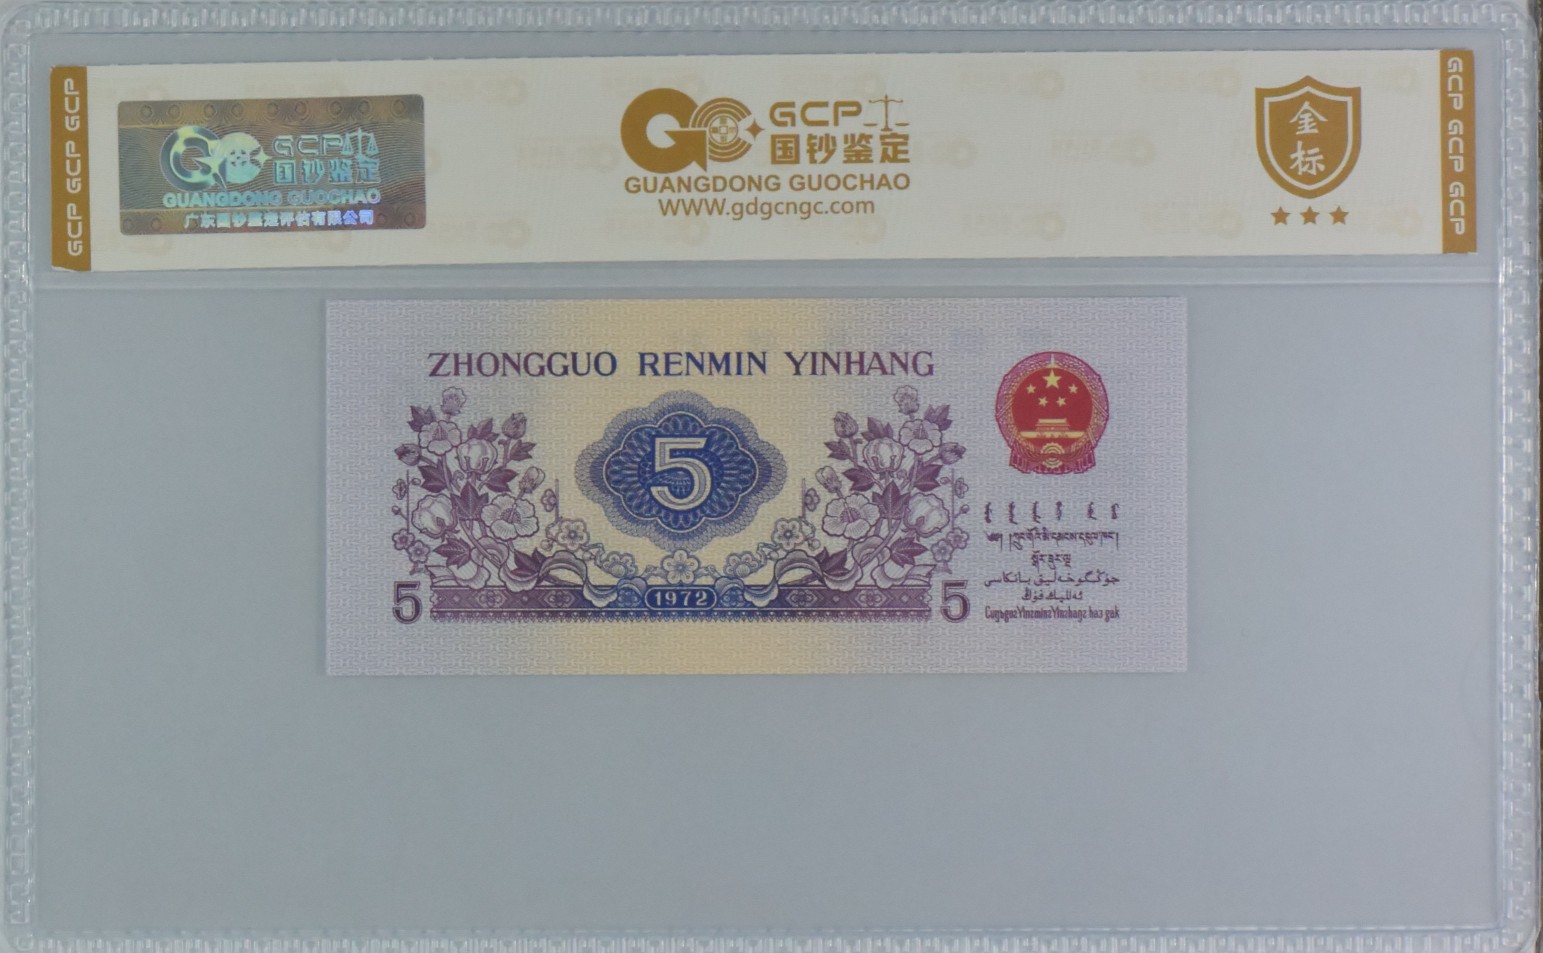 GCP GCP GCP
GCP 国钞鉴定
GUANGDONG GUOCHAO
广东国钞鉴定评估有限公司
GCP
国钞鉴定
GUANGDONG GUOCHAO
WWW.gdgcngc.com
金
标
GCP GCP GCP
ZHONGGUO RENMIN YINHANG
5
1972
5
5